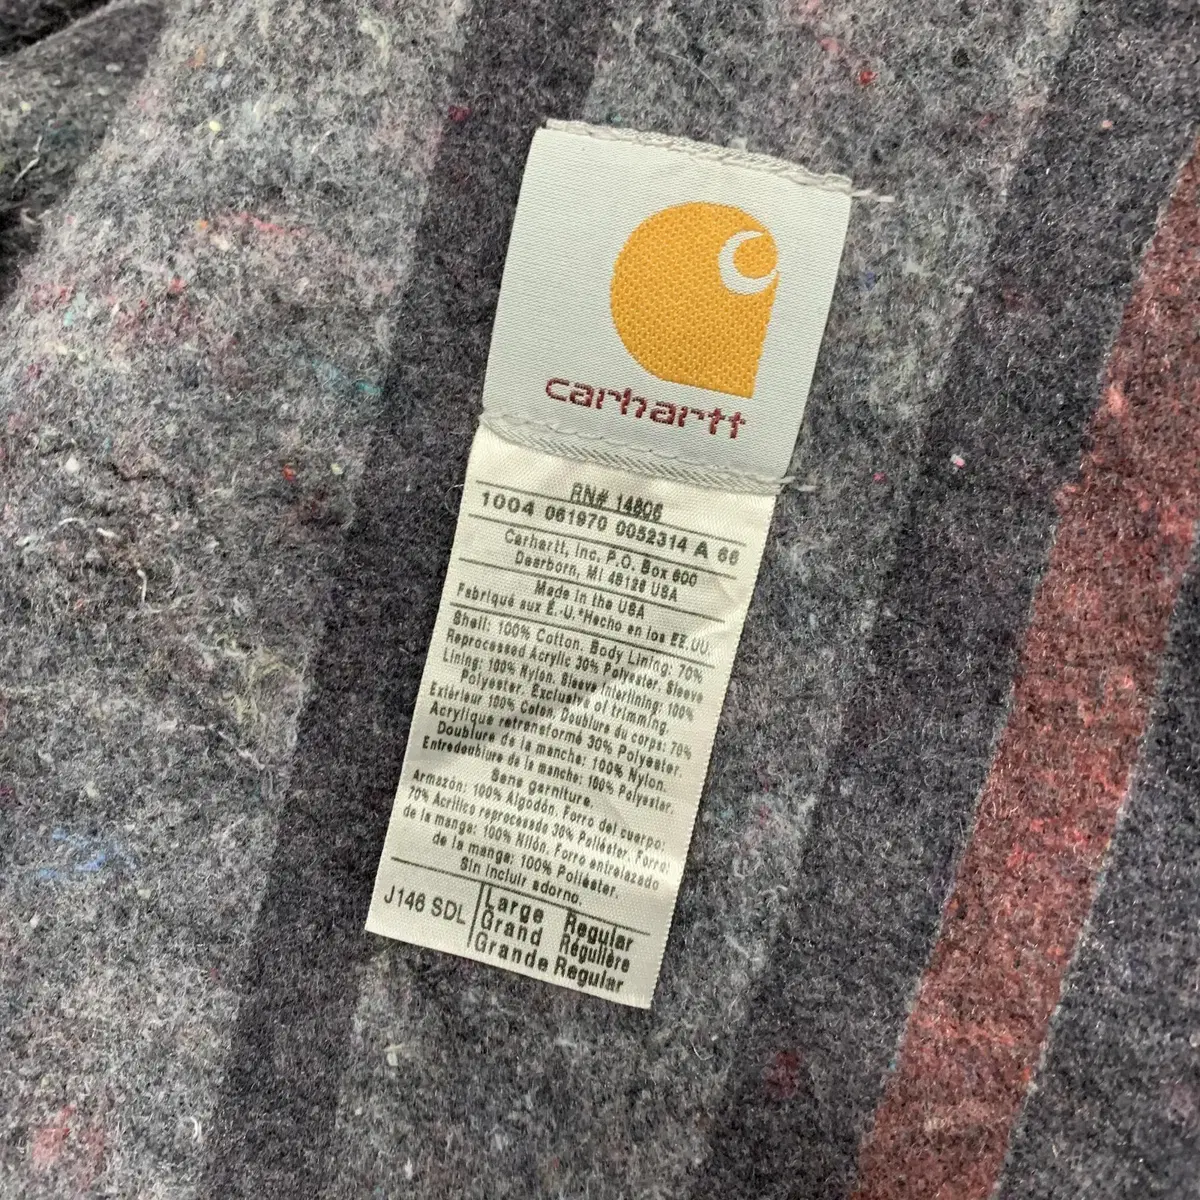 carhartt
RN# 14806
1004 061970 0052314 A 66
Carhartt, Inc. P.O. Box 600
Dearborn, MI 48126 USA
Made in the USA
Fabriqué aux É.-U.*Hecho en los EE.UU.
Shell: 100% Cotton. Body Lining: 70%
Reprocessed Acrylic 30% Polyester. Sleeve
Lining: 100% Nylon. Sleeve Interlining: 100%
Polyester. Exclusive of trimming.
Extérieur 100% Coton. Doublure du corps: 70%
Acrylique retransformé 30% Polyester.
Doublure de la manche: 100% Nylon.
Entredoublure de la manche: 100% Polyester.
Sans garniture.
Armazón: 100% Algodón. Forro del cuerpo:
70% Acrílico reprocesado 30% Poliéster. Forro
de la manga: 100% Nilón. Forro entrelazado
de la manga: 100% Poliéster.
Sin incluir adorno.
J146 SDL
Large Regular
Grand Régulière
Grande Regular